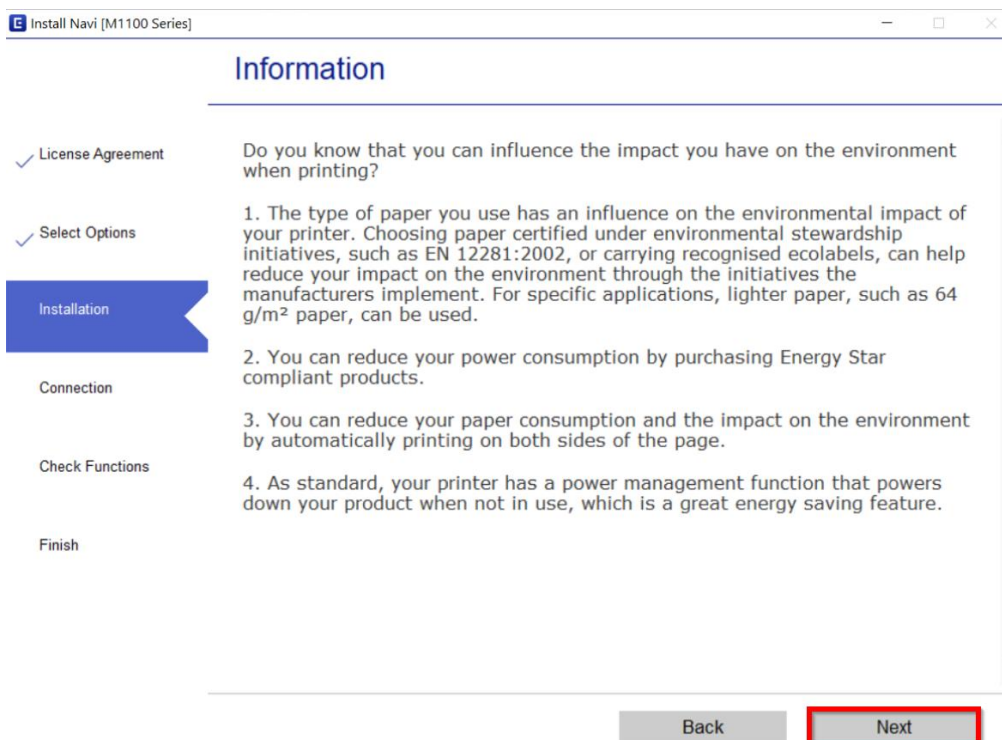 E Install Navi [M1100 Series]
Information
License Agreement
Select Options
Installation
Connection
Check Functions
Finish
Do you know that you can influence the impact you have on the environment
when printing?
1. The type of paper you use has an influence on the environmental impact of
your printer. Choosing paper certified under environmental stewardship
initiatives, such as EN 12281:2002, or carrying recognised ecolabels, can help
reduce your impact on the environment through the initiatives the
manufacturers implement. For specific applications, lighter paper, such as 64
g/m² paper, can be used.
2. You can reduce your power consumption by purchasing Energy Star
compliant products.
3. You can reduce your paper consumption and the impact on the environment
by automatically printing on both sides of the page.
4. As standard, your printer has a power management function that powers
down your product when not in use, which is a great energy saving feature.
Back
Next